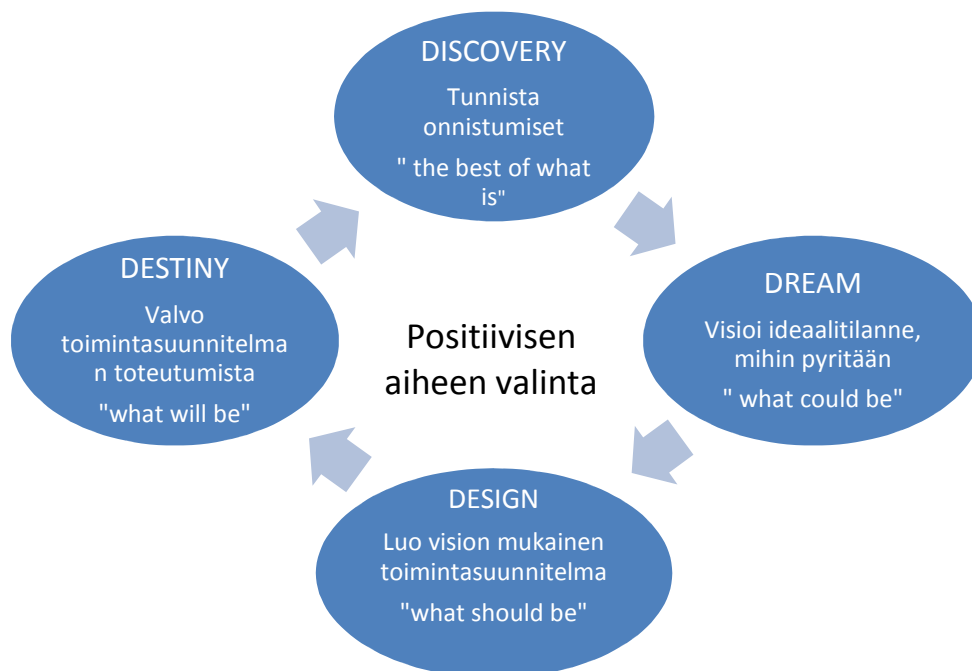 DISCOVERY
Tunnista
onnistumiset
" the best of what
is"
DREAM
Visioi ideaalitilanne,
mihin pyritään
" what could be"
DESIGN
Luo vision mukainen
toimintasuunnitelma
"what should be"
DESTINY
Valvo
toimintasuunnitelma
n toteutumista
"what will be"
Positiivisen
aiheen valinta